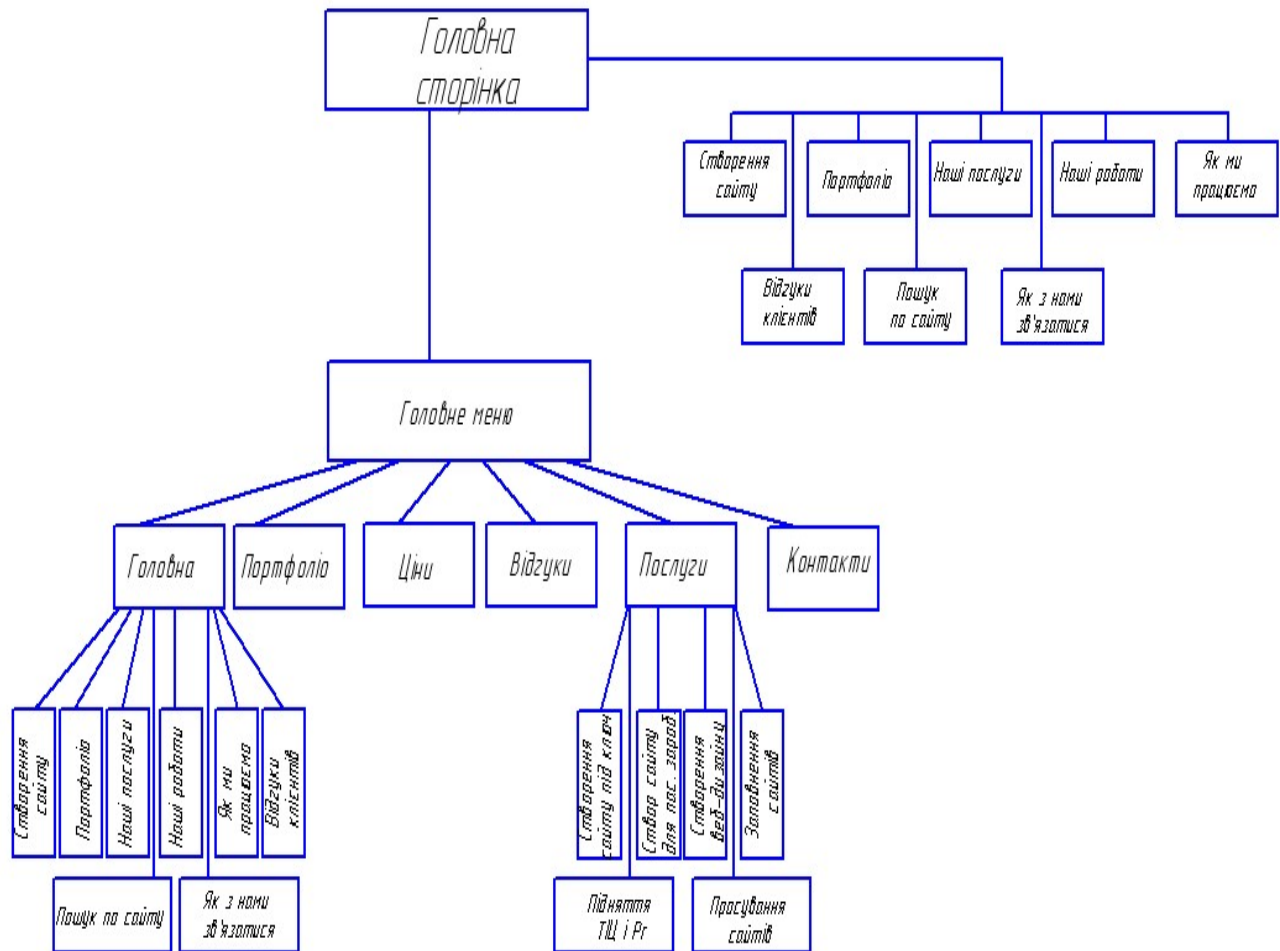 Головна
сторінка
Створення
сайту
Портфоліо
Наші послуги
Наші роботи
Як ми
працюємо
Відгуки
клієнтів
Пошук
по сайту
Як з нами
зв'язатися
Головне меню
Головна
Портфоліо
Ціни
Відгуки
Послуги
Контакти
Створення
сайту
Портфоліо
Наші послуги
Наші роботи
Як ми
працюємо
Відгуки
клієнтів
Пошук по сайту
Як з нами
зв'язатися
Створення
сайту під ключ
Створ сайту
для пос. зароб.
Створення
веб-дизайну
Заповнення
сайтів
Підняття
ТІЦ і Pr
Просування
сайтів